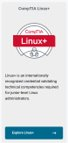 CompTIA Linux+
CompTIA
Linux+
Linux+ is an internationally
recognized credential validating
technical competencies required
for junior-level Linux
administrators.
Explore Linux+